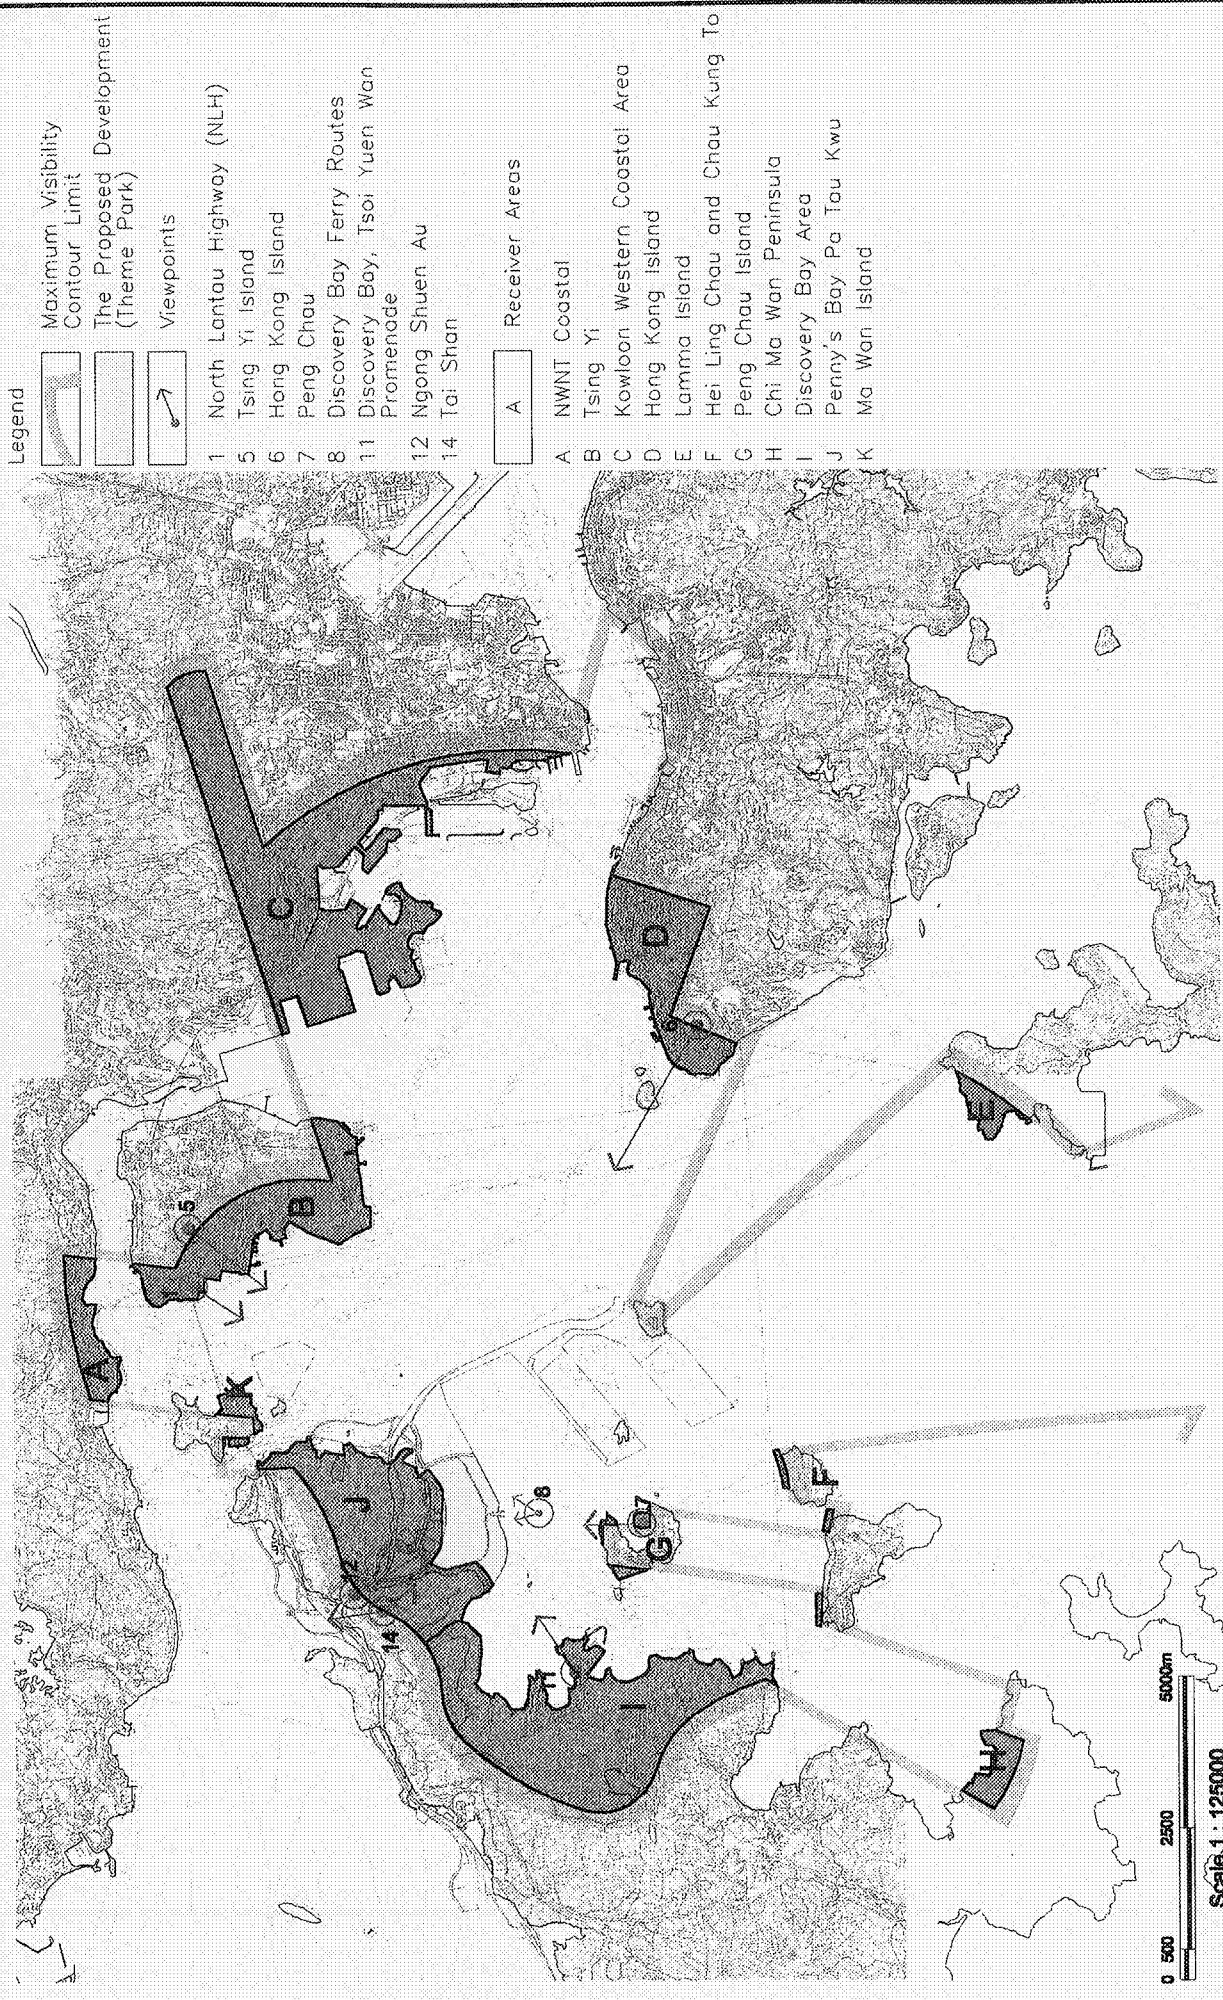 Legend
Maximum Visibility
Contour Limit
The Proposed Development
(Theme Park)
Viewpoints
1 North Lantau Highway (NLH)
5 Tsing Yi Island
6 Hong Kong Island
7 Peng Chau
8 Discovery Bay Ferry Routes
11 Discovery Bay, Tsoi Yuen Wan
Promenade
12 Ngong Shuen Au
14 Tai Shan
A Receiver Areas
A NWNT Coastal
B Tsing Yi
C Kowloon Western Coastal Area
D Hong Kong Island
E Lamma Island
F Hei Ling Chau and Chau Kung To
G Peng Chau Island
H Chi Ma Wan Peninsula
I Discovery Bay Area
J Penny's Bay Pa Tau Kwu
K Ma Wan Island
A
B
5
C
K
J
12
14
8
D
6
G
7
11
I
F
E
H
0 500 2500 5000m
Scale 1 : 125000